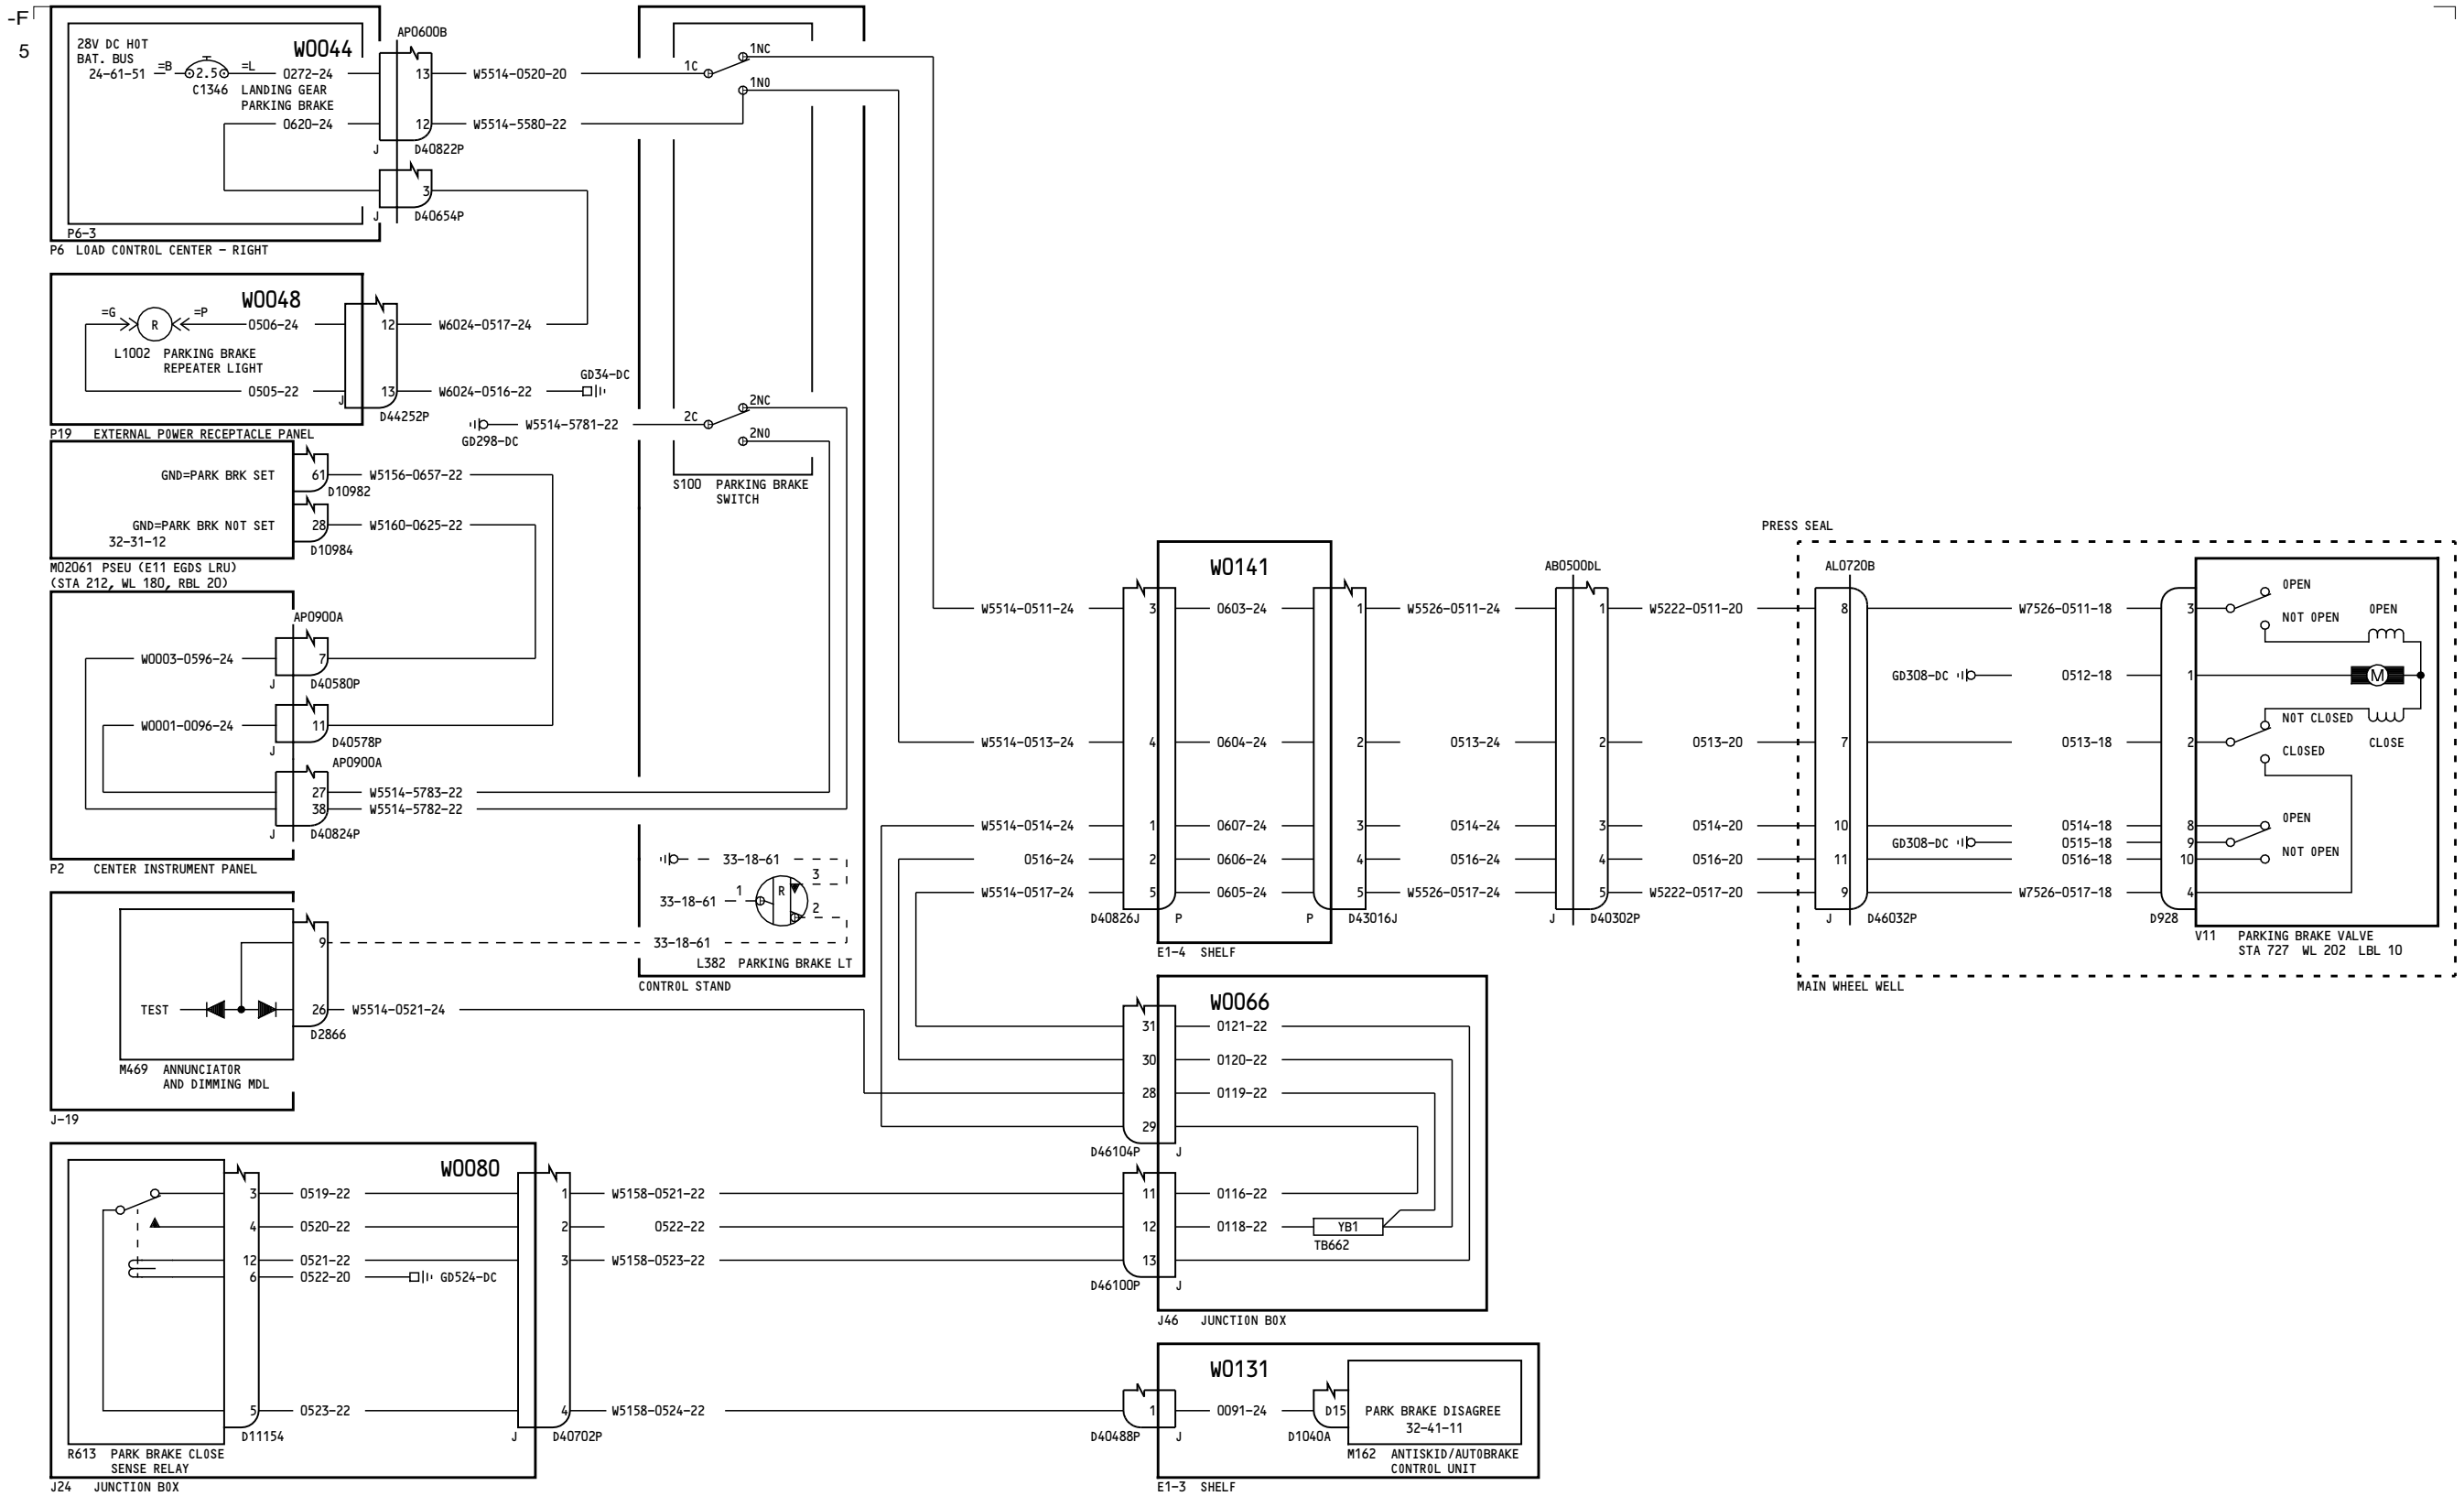 -F
5
28V DC HOT
BAT. BUS
24-61-51
=B
2.5
=L
C1346
LANDING GEAR
PARKING BRAKE
W0044
0272-24
0620-24
AP0600B
13
12
J
D40822P
3
J
D40654P
P6-3
P6 LOAD CONTROL CENTER - RIGHT
W5514-0520-20
W5514-5580-22
1C
1NC
1NO
W0048
=G
R
=P
0506-24
L1002 PARKING BRAKE
REPEATER LIGHT
0505-22
12
13
J
D44252P
W6024-0517-24
W6024-0516-22
GD34-DC
P19 EXTERNAL POWER RECEPTACLE PANEL
GD298-DC
W5514-5781-22
2C
2NC
2NO
S100 PARKING BRAKE
SWITCH
GND=PARK BRK SET
61
D10982
W5156-0657-22
GND=PARK BRK NOT SET
32-31-12
28
D10984
W5160-0625-22
M02061 PSEU (E11 EGDS LRU)
(STA 212, WL 180, RBL 20)
AP0900A
W0003-0596-24
7
J
D40580P
W0001-0096-24
11
J
D40578P
AP0900A
27
38
J
D40824P
W5514-5783-22
W5514-5782-22
P2 CENTER INSTRUMENT PANEL
33-18-61
33-18-61
1
R
3
2
33-18-61
L382 PARKING BRAKE LT
CONTROL STAND
9
TEST
26
D2866
W5514-0521-24
M469 ANNUNCIATOR
AND DIMMING MDL
J-19
W0080
3
0519-22
4
0520-22
12
0521-22
6
0522-20
GD524-DC
5
0523-22
D11154
1
2
3
4
J
D40702P
R613 PARK BRAKE CLOSE
SENSE RELAY
J24 JUNCTION BOX
W5158-0521-22
0522-22
W5158-0523-22
W5158-0524-22
W0141
W5514-0511-24
3
0603-24
1
W5526-0511-24
W5514-0513-24
4
0604-24
2
0513-24
W5514-0514-24
1
0607-24
3
0514-24
0516-24
2
0606-24
4
0516-24
W5514-0517-24
5
0605-24
5
W5526-0517-24
D40826J
P
P
D43016J
E1-4 SHELF
AB0500DL
1
W5222-0511-20
2
0513-20
3
0514-20
4
0516-20
5
W5222-0517-20
J
D40302P
PRESS SEAL
AL0720B
8
7
10
11
9
J
D46032P
W7526-0511-18
GD308-DC
0512-18
0513-18
0514-18
GD308-DC
0515-18
0516-18
W7526-0517-18
3
1
2
8
9
10
4
D928
OPEN
NOT OPEN
OPEN
M
NOT CLOSED
CLOSED
CLOSE
OPEN
NOT OPEN
V11 PARKING BRAKE VALVE
STA 727 WL 202 LBL 10
MAIN WHEEL WELL
W0066
31
0121-22
30
0120-22
28
0119-22
29
D46104P
J
11
0116-22
12
0118-22
YB1
TB662
13
D46100P
J
J46 JUNCTION BOX
W0131
1
0091-24
D15
PARK BRAKE DISAGREE
32-41-11
D40488P
J
D1040A
M162 ANTISKID/AUTOBRAKE
CONTROL UNIT
E1-3 SHELF